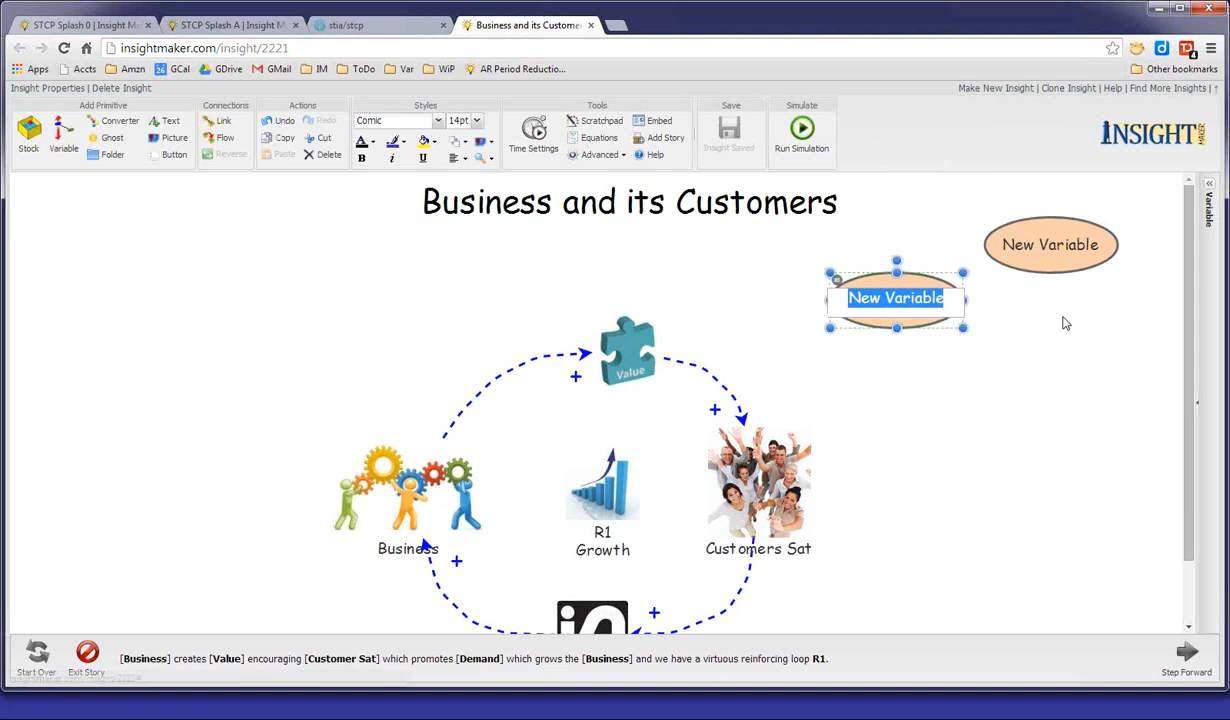 STCP Splash 0 | Insight M
STCP Splash A | Insight M
stia/stcp
Business and its Customers
insightmaker.com/insight/2221
Apps
Accts
Amzn
26
GCal
GDrive
GMail
IM
ToDo
Var
WiP
AR Period Reductio...
Other bookmarks
Insight Properties | Delete Insight
Make New Insight | Clone Insight | Help | Find More Insights |
Add Primitive
Connections
Actions
Styles
Tools
Save
Simulate
Stock
Variable
Converter
Ghost
Folder
Text
Picture
Button
Link
Flow
Reverse
Undo
Redo
Copy
Cut
Paste
Delete
Comic
14pt
A
B
i
U
Time Settings
Scratchpad
Equations
Advanced
Embed
Add Story
Help
Insight Saved
Run Simulation
INSIGHT
MAKER
Variable
Business and its Customers
New Variable
New Variable
Value
+
+
R1
Growth
Business
Customers Sat
+
+
Start Over
Exit Story
[Business] creates [Value] encouraging [Customer Sat] which promotes [Demand] which grows the [Business] and we have a virtuous reinforcing loop R1.
Step Forward